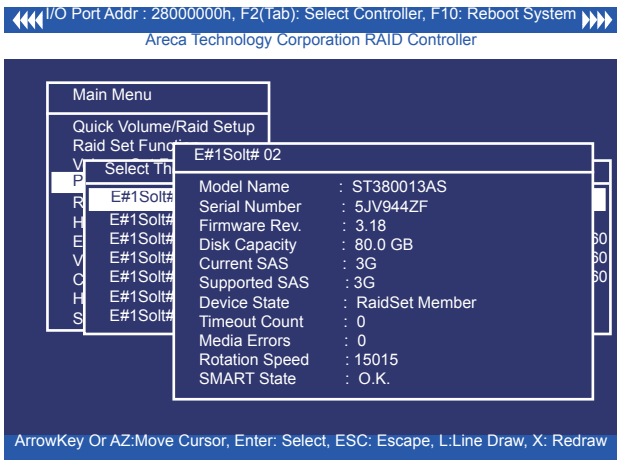 I/O Port Addr : 28000000h, F2(Tab): Select Controller, F10: Reboot System
Areca Technology Corporation RAID Controller
Main Menu
Quick Volume/Raid Setup
Raid Set Func
V
P
R
H
E
V
C
H
S
Select Th
E#1Solt#
E#1Solt#
E#1Solt#
E#1Solt#
E#1Solt#
E#1Solt#
60
60
60
E#1Solt# 02
Model Name : ST380013AS
Serial Number : 5JV944ZF
Firmware Rev. : 3.18
Disk Capacity : 80.0 GB
Current SAS : 3G
Supported SAS : 3G
Device State : RaidSet Member
Timeout Count : 0
Media Errors : 0
Rotation Speed : 15015
SMART State : O.K.
ArrowKey Or AZ:Move Cursor, Enter: Select, ESC: Escape, L:Line Draw, X: Redraw